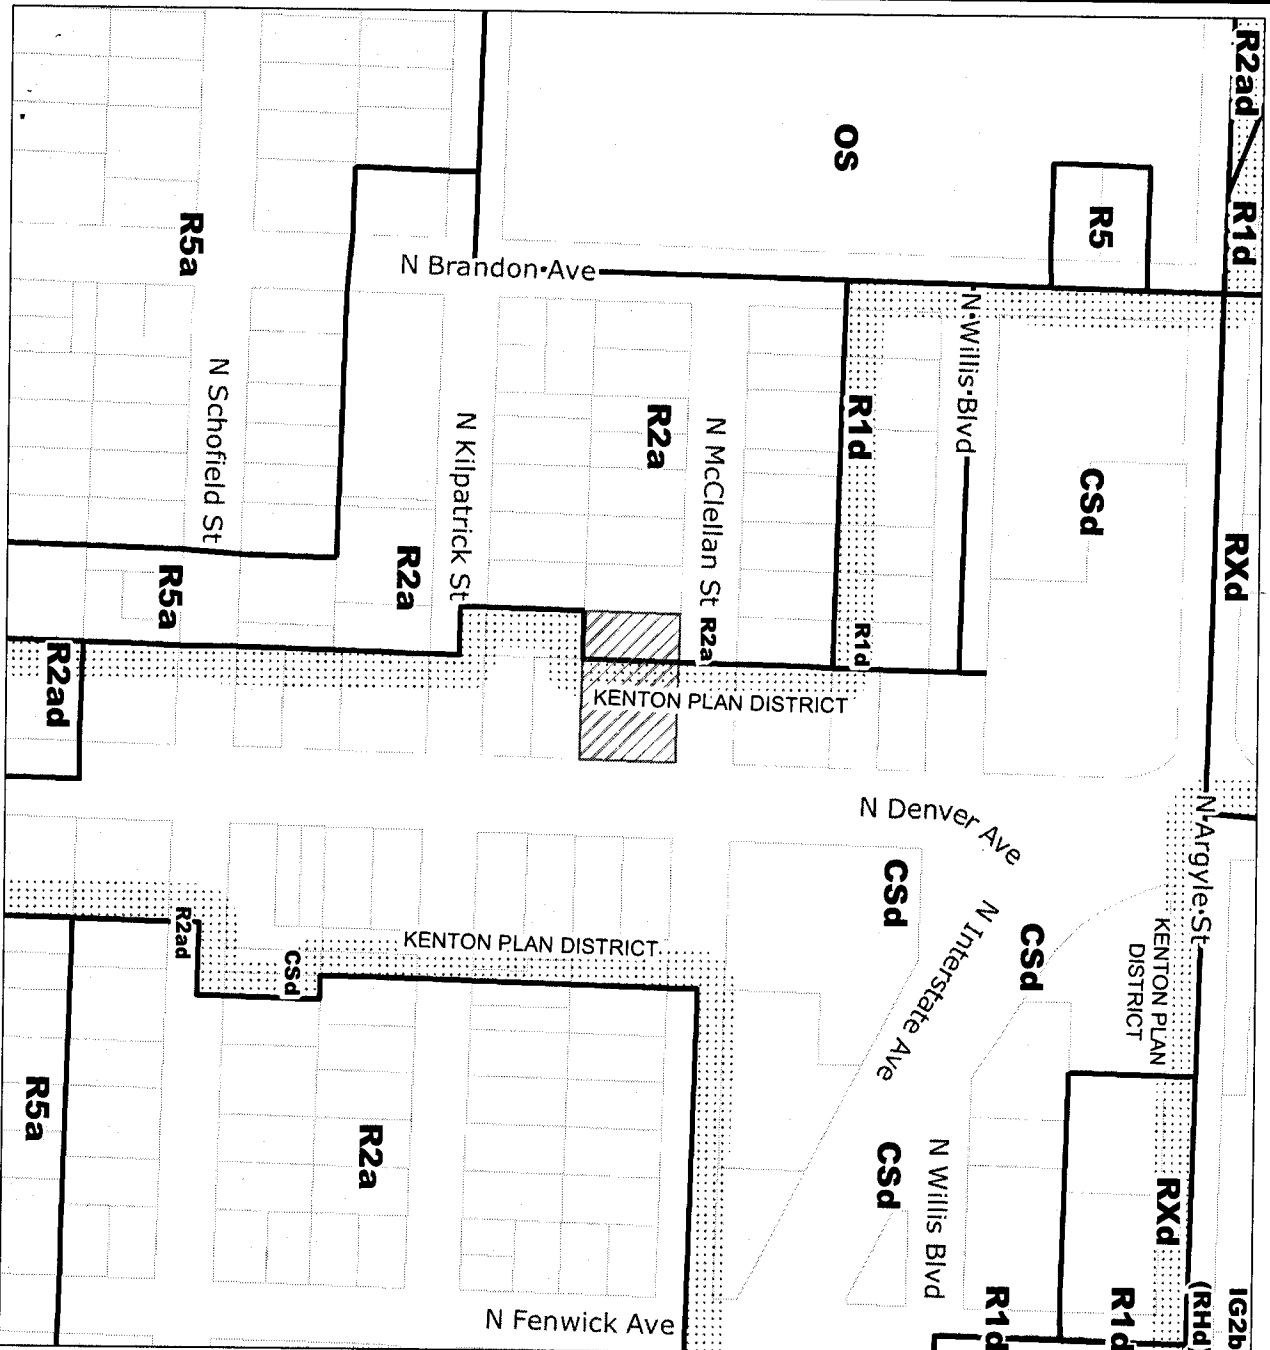 R2ad
R1d
OS
R5
R5a
N Brandon Ave
N Willis Blvd
N Schofield St
N Kilpatrick St
R2a
N McClellan St
R1d
CSd
RXd
R5a
R2a
R2a
R1d
R2ad
KENTON PLAN DISTRICT
N Denver Ave
N Argyle St
CSd
N Interstate Ave
CSd
KENTON PLAN
DISTRICT
R2ad
CSd
KENTON PLAN DISTRICT
R5a
R2a
CSd
N Willis Blvd
RXd
N Fenwick Ave
R1d
R1d
(RHd)
IG2b